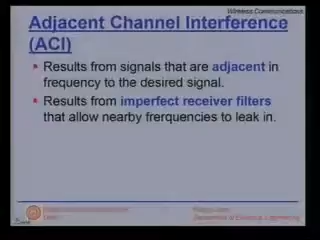 Wireless Communications
Adjacent Channel Interference
(ACI)
Results from signals that are adjacent in
frequency to the desired signal.
Results from imperfect receiver filters
that allow nearby frerquencies to leak in.